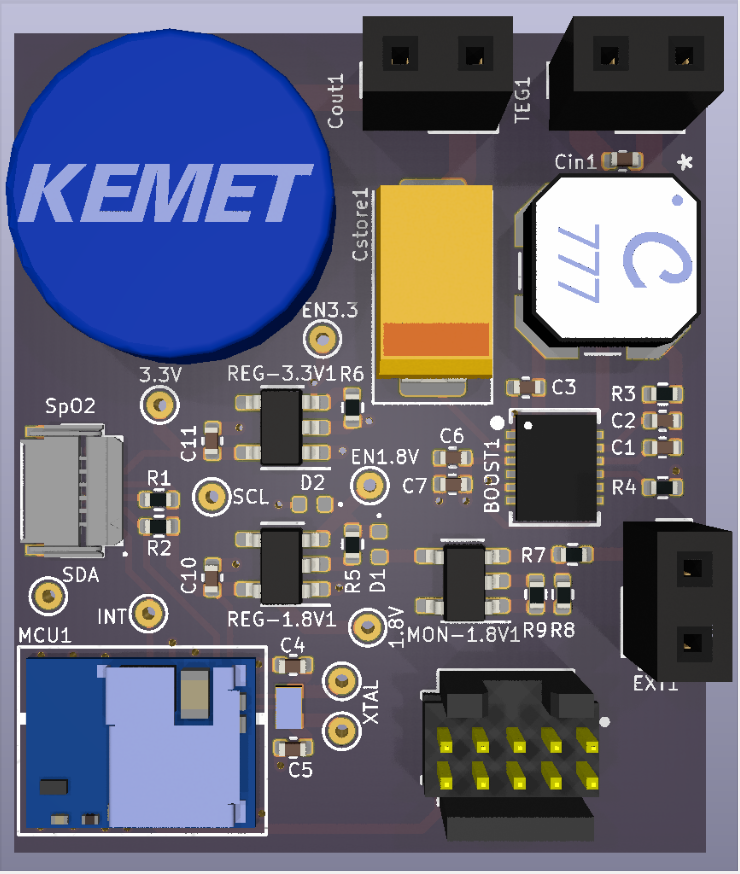 Cout1
TEG1
Cin1
*
KEMET
Cstore1
C
777
EN3.3
3.3V
REG-3.3V1
R6
C3
R3
SpO2
C2
C11
C6
C1
EN1.8V
BOOST1
R1
SCL
D2
C7
R4
R2
SDA
C10
R5
D1
R7
INT
REG-1.8V1
1.8V
MON-1.8V1
R9
R8
MCU1
C4
XTAL
EXT1
C5